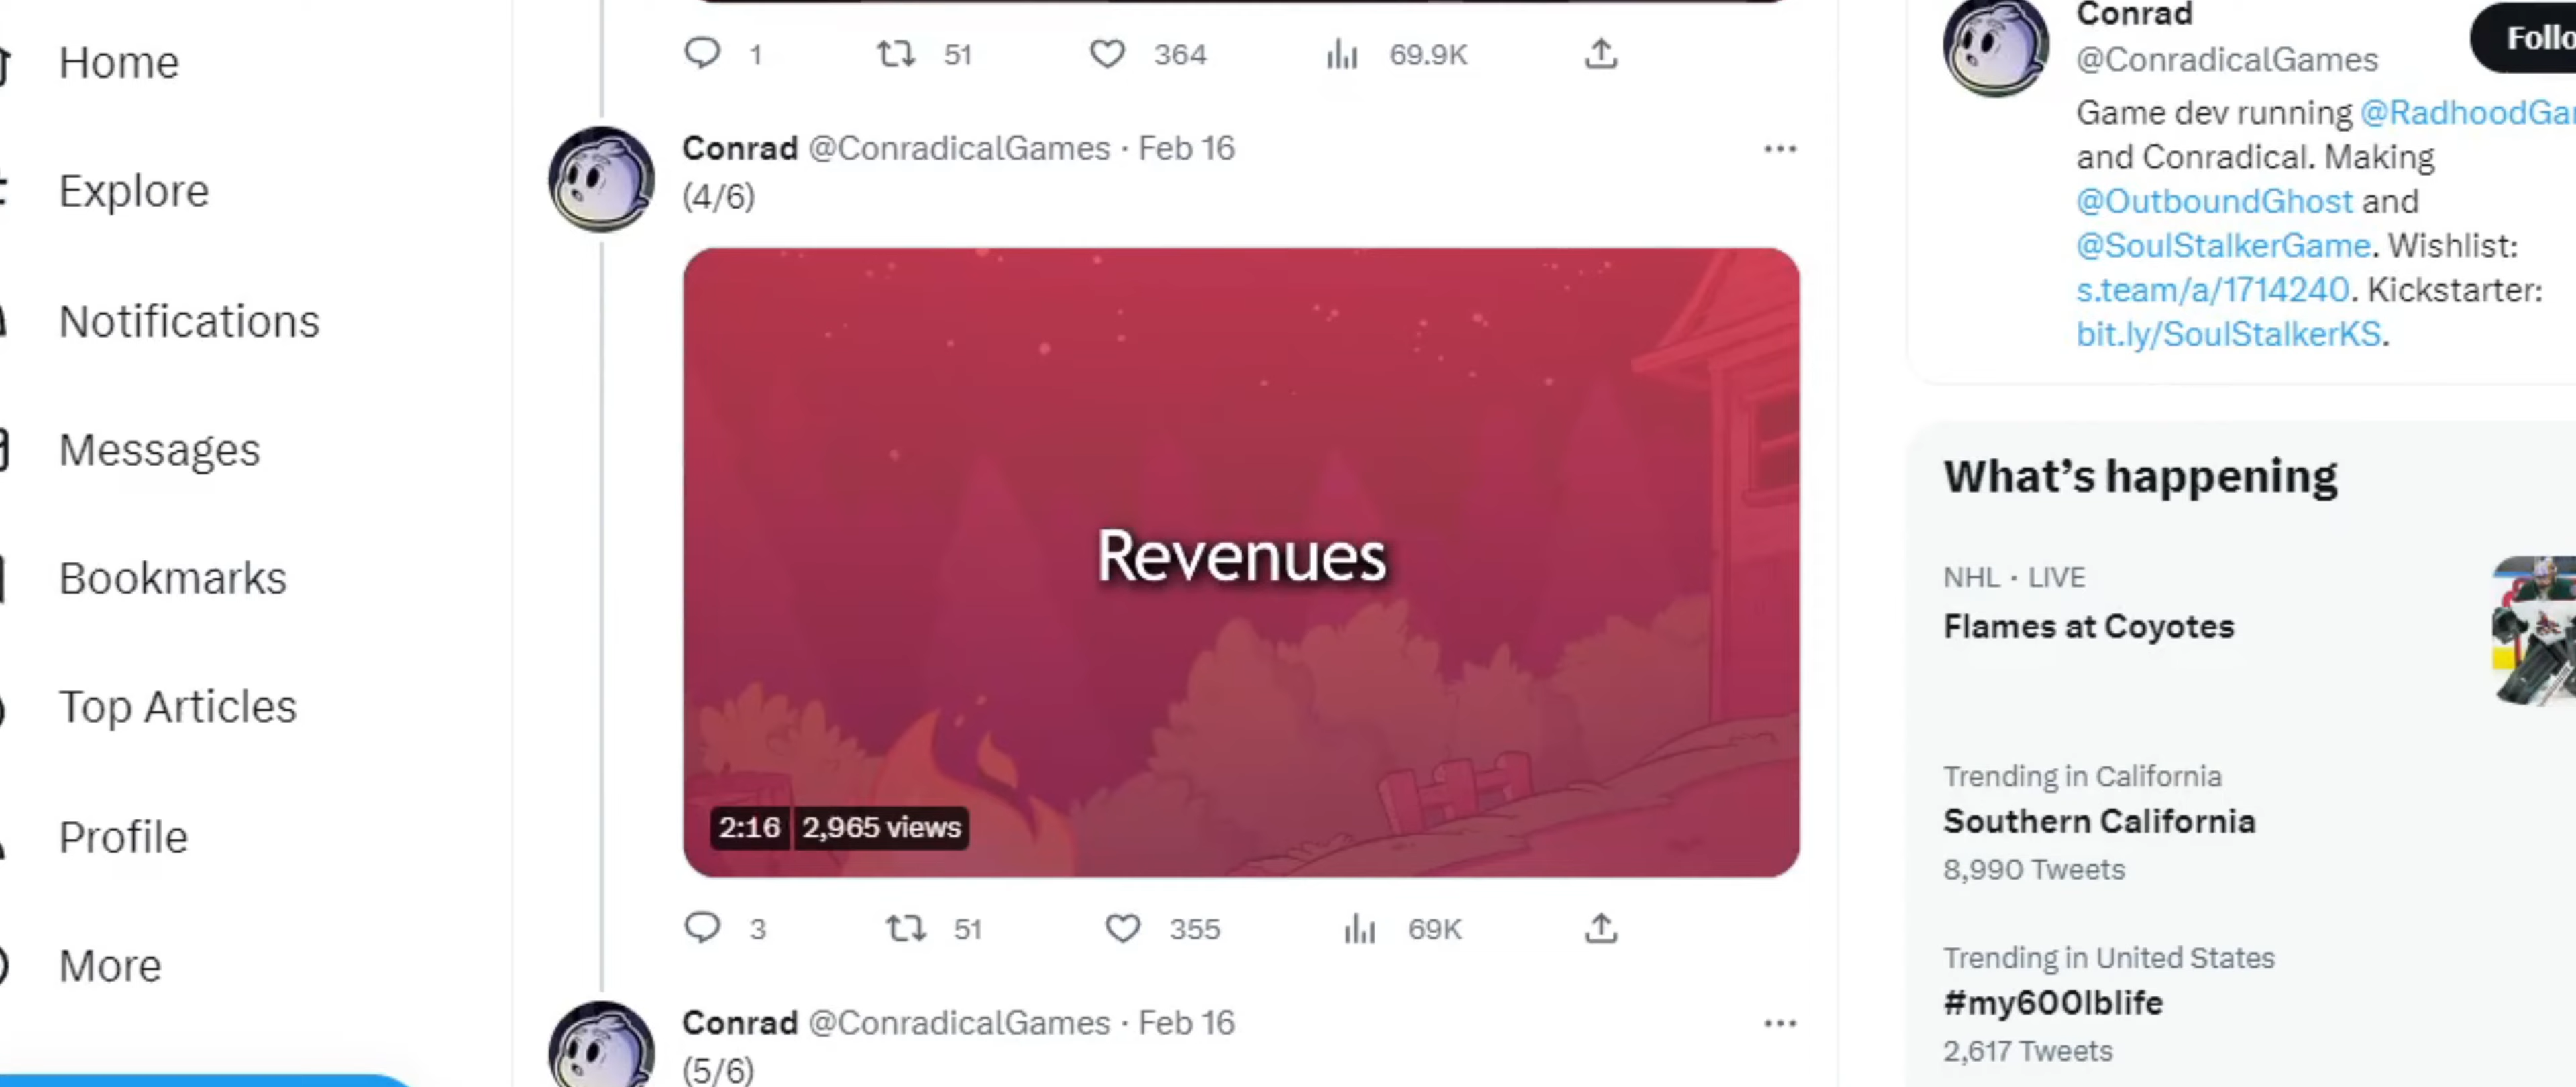 Home
Explore
Notifications
Messages
Bookmarks
Top Articles
Profile
More
1 51 364 69.9K
Conrad @ConradicalGames · Feb 16
(4/6)
Revenues
2:16 2,965 views
3 51 355 69K
Conrad @ConradicalGames · Feb 16
(5/6)
Conrad
@ConradicalGames
Follo
Game dev running @RadhoodGa
and Conradical. Making
@OutboundGhost and
@SoulStalkerGame. Wishlist:
s.team/a/1714240. Kickstarter:
bit.ly/SoulStalkerKS.
What's happening
NHL · LIVE
Flames at Coyotes
Trending in California
Southern California
8,990 Tweets
Trending in United States
#my600lblife
2,617 Tweets